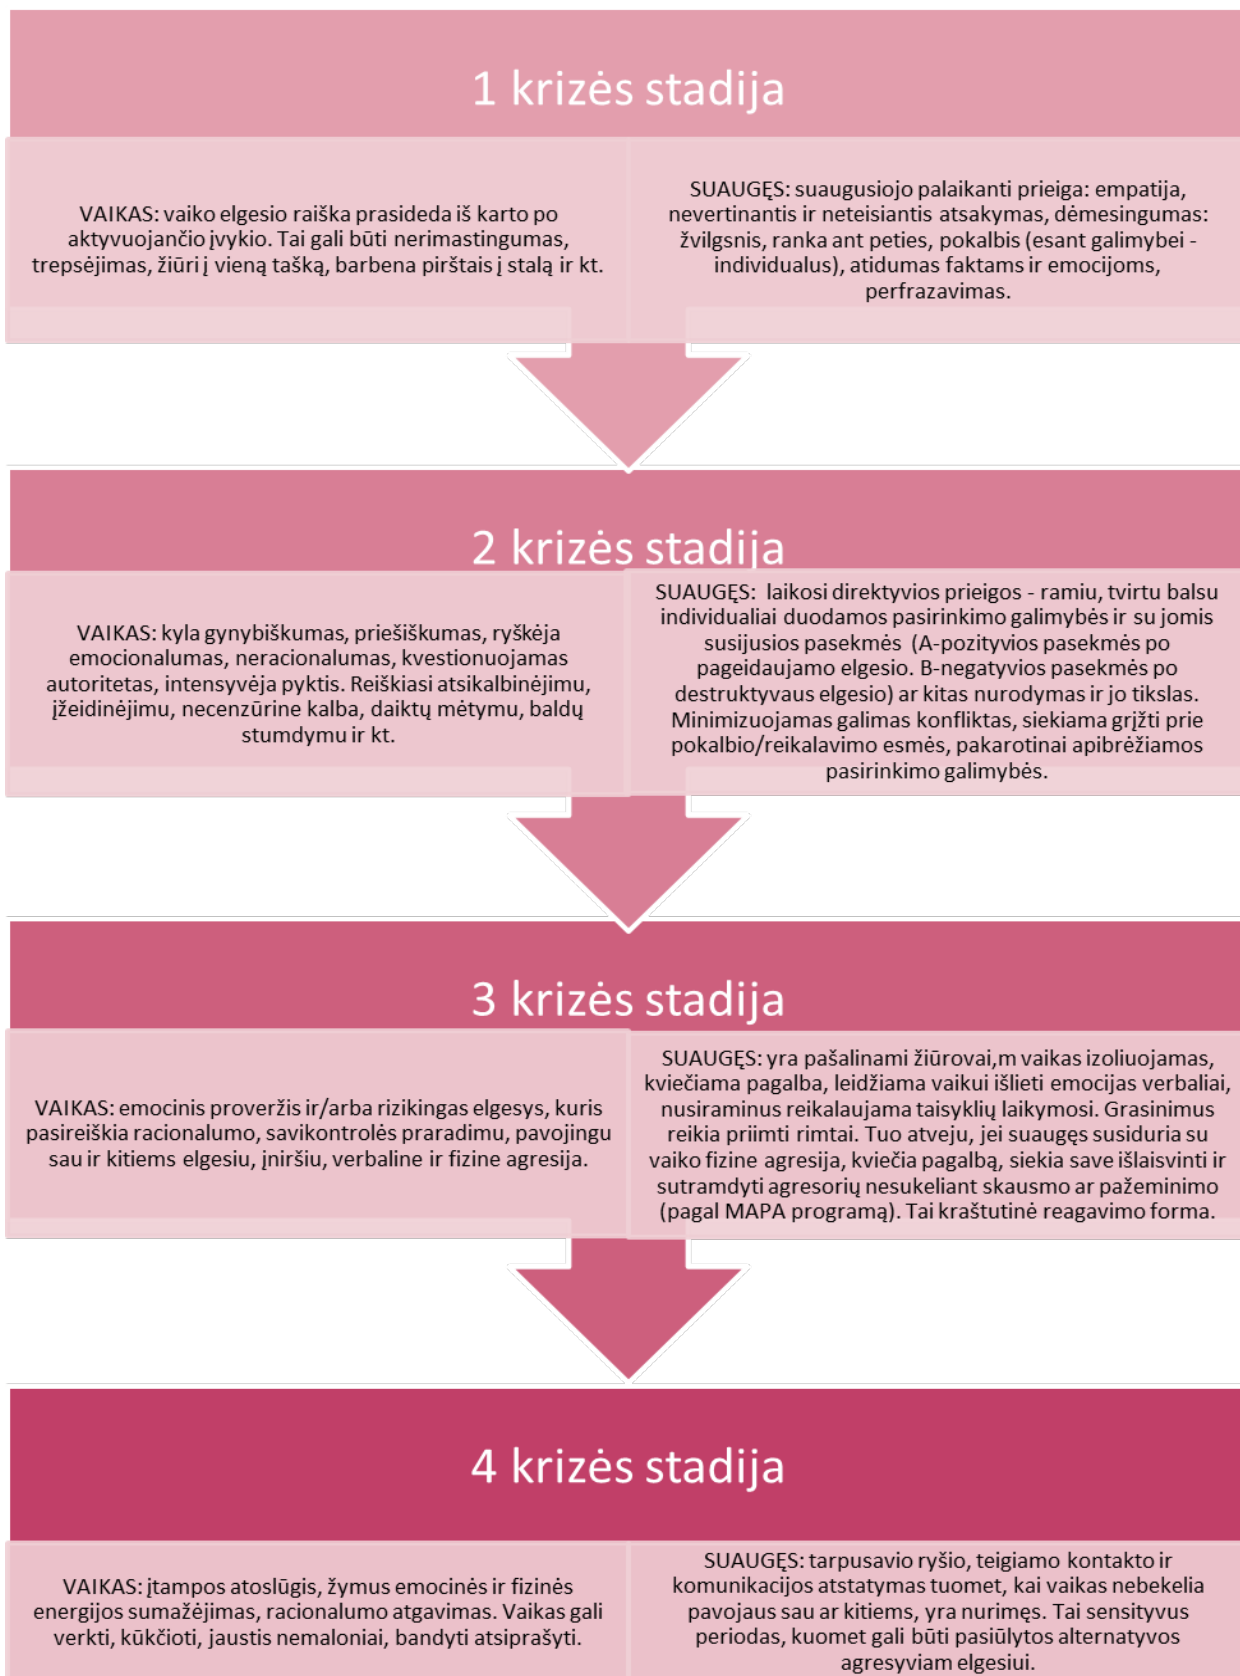 1 krizės stadija
VAIKAS: vaiko elgesio raiška prasideda iš karto po
aktyvuojančio įvykio. Tai gali būti nerimastingumas,
trepsėjimas, žiūri į vieną tašką, barbena pirštais į stalą ir kt.
SUAUGĘS: suaugusiojo palaikanti prieiga: empatija,
nevertinantis ir neteisiantis atsakymas, dėmesingumas:
žvilgsnis, ranka ant peties, pokalbis (esant galimybei -
individualus), atidumas faktams ir emocijoms,
perfrazavimas.
2 krizės stadija
VAIKAS: kyla gynybiškumas, priešiškumas, ryškėja
emocionalumas, neracionalumas, kvestionuojamas
autoritetas, intensyvėja pyktis. Reiškiasi atsikalbinėjimu,
įžeidinėjimu, necenzūrine kalba, daiktų mėtymu, baldų
stumdymu ir kt.
SUAUGĘS: laikosi direktyvios prieigos - ramiu, tvirtu balsu
individualiai duodamos pasirinkimo galimybės ir su jomis
susijusios pasekmės (A-pozityvios pasekmės po
pageidaujamo elgesio. B-negatyvios pasekmės po
destruktyvaus elgesio) ar kitas nurodymas ir jo tikslas.
Minimizuojamas galimas konfliktas, siekiama grįžti prie
pokalbio/reikalavimo esmės, pakarotinai apibrėžiamos
pasirinkimo galimybės.
3 krizės stadija
VAIKAS: emocinis proveržis ir/arba rizikingas elgesys, kuris
pasireiškia racionalumo, savikontrolės praradimu, pavojingu
sau ir kitiems elgesiu, įniršiu, verbaline ir fizine agresija.
SUAUGĘS: yra pašalinami žiūrovai,m vaikas izoliuojamas,
kviečiama pagalba, leidžiama vaikui išlieti emocijas verbaliai,
nusiraminus reikalaujama taisyklių laikymosi. Grasinimus
reikia priimti rimtai. Tuo atveju, jei suaugęs susiduria su
vaiko fizine agresija, kviečia pagalbą, siekia save išlaisvinti ir
sutramdyti agresorių nesukeliant skausmo ar pažeminimo
(pagal MAPA programą). Tai kraštutinė reagavimo forma.
4 krizės stadija
VAIKAS: įtampos atoslūgis, žymus emocinės ir fizinės
energijos sumažėjimas, racionalumo atgavimas. Vaikas gali
verkti, kūkčioti, jaustis nemaloniai, bandyti atsiprašyti.
SUAUGĘS: tarpusavio ryšio, teigiamo kontakto ir
komunikacijos atstatymas tuomet, kai vaikas nebekelia
pavojaus sau ar kitiems, yra nurimęs. Tai sensityvus
periodas, kuomet gali būti pasiūlytos alternatyvos
agresyviam elgesiui.